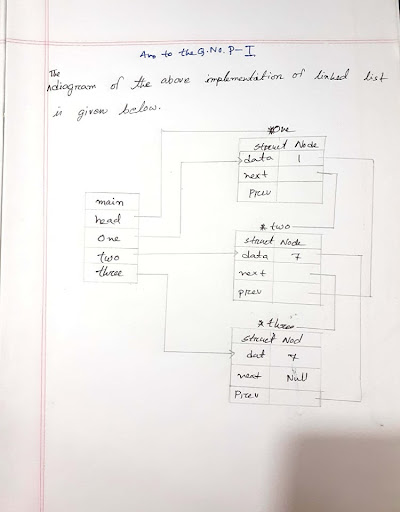 Ans to the Q. No. P-I
The
diagram of the above implementation of linked list
is given below.
*One
struct Node
data 1
next
Prev
main
head
One
two
three
* two
struct Node
data 7
next
prev
* three
struct Nod
dat 7
next Null
Prev